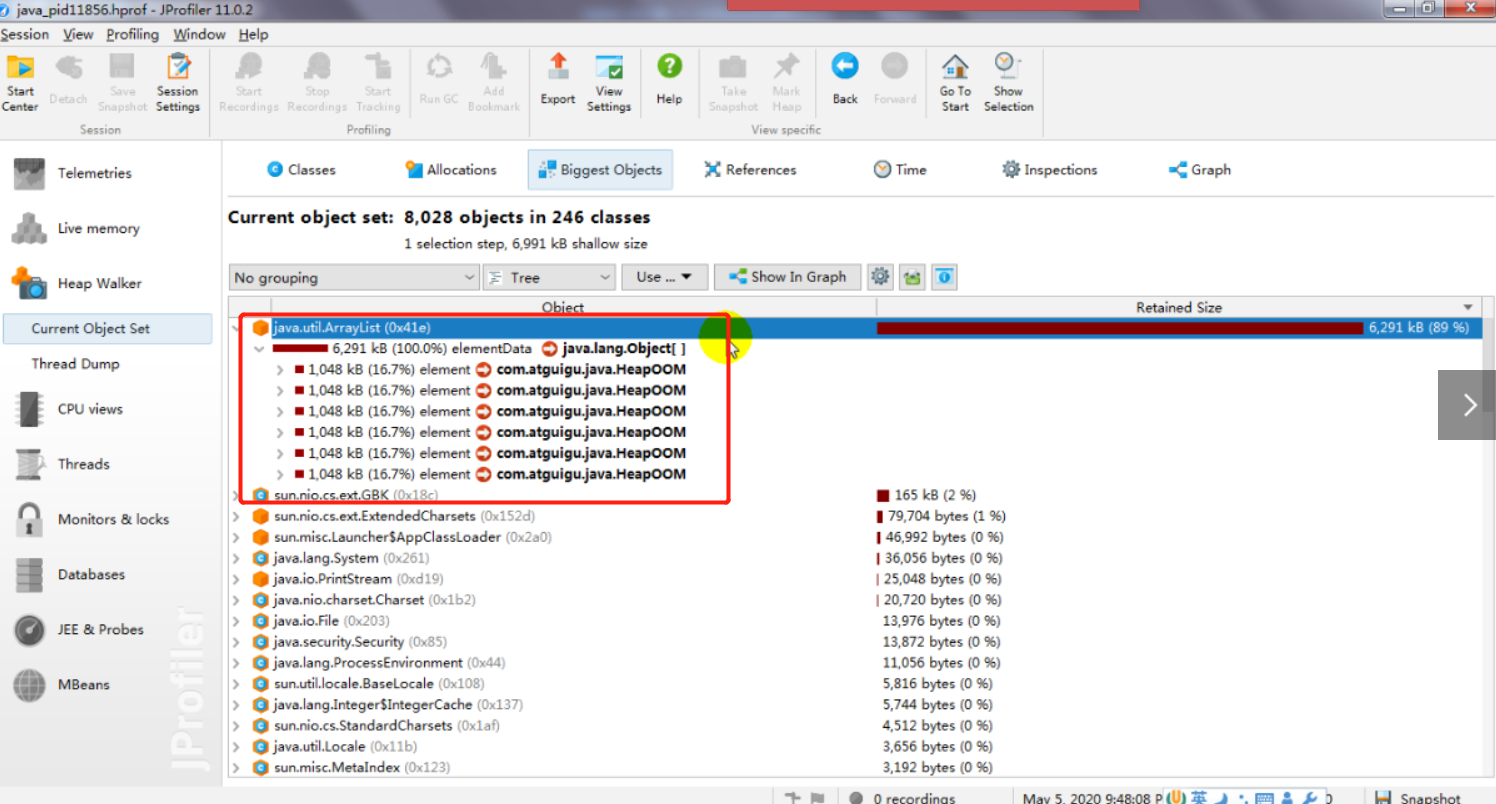 java_pid11856.hprof - JProfiler 11.0.2
Session View Profiling Window Help
Start Center
Detach
Save Snapshot
Session Settings
Start Recordings
Stop Recordings
Start Tracking
Run GC
Add Bookmark
Export
View Settings
Help
Take Snapshot
Mark Heap
Back
Forward
Go To Start
Show Selection
Session
Profiling
View specific
Telemetries
Live memory
Heap Walker
Current Object Set
Thread Dump
CPU views
Threads
Monitors & locks
Databases
JEE & Probes
MBeans
JProfiler
Classes Allocations Biggest Objects References Time Inspections Graph
Current object set: 8,028 objects in 246 classes
1 selection step, 6,991 kB shallow size
No grouping Tree Use ... Show In Graph
Object Retained Size
java.util.ArrayList (0x41e) 6,291 kB (89 %)
6,291 kB (100.0%) elementData java.lang.Object[ ]
1,048 kB (16.7%) element com.atguigu.java.HeapOOM
1,048 kB (16.7%) element com.atguigu.java.HeapOOM
1,048 kB (16.7%) element com.atguigu.java.HeapOOM
1,048 kB (16.7%) element com.atguigu.java.HeapOOM
1,048 kB (16.7%) element com.atguigu.java.HeapOOM
1,048 kB (16.7%) element com.atguigu.java.HeapOOM
sun.nio.cs.ext.GBK (0x18c) 165 kB (2 %)
sun.nio.cs.ext.ExtendedCharsets (0x152d) 79,704 bytes (1 %)
sun.misc.Launcher$AppClassLoader (0x2a0) 46,992 bytes (0 %)
java.lang.System (0x261) 36,056 bytes (0 %)
java.io.PrintStream (0xd19) 25,048 bytes (0 %)
java.nio.charset.Charset (0x1b2) 20,720 bytes (0 %)
java.io.File (0x203) 13,976 bytes (0 %)
java.security.Security (0x85) 13,872 bytes (0 %)
java.lang.ProcessEnvironment (0x44) 11,056 bytes (0 %)
sun.util.locale.BaseLocale (0x108) 5,816 bytes (0 %)
java.lang.Integer$IntegerCache (0x137) 5,744 bytes (0 %)
sun.nio.cs.StandardCharsets (0x1af) 4,512 bytes (0 %)
java.util.Locale (0x11b) 3,656 bytes (0 %)
sun.misc.MetaIndex (0x123) 3,192 bytes (0 %)
0 recordings May 5, 2020 9:48:08 P 英 Snapshot